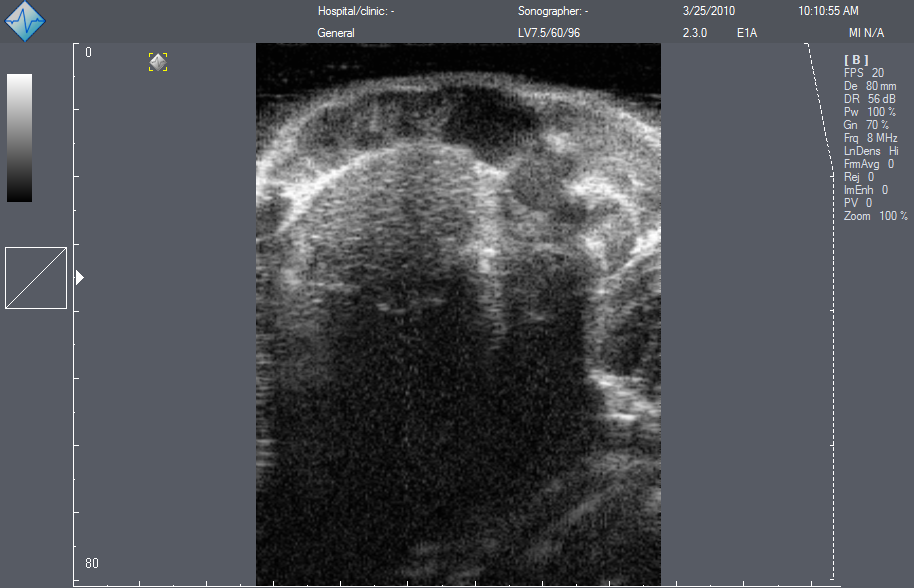 Hospital/clinic: - Sonographer: - 3/25/2010 10:10:55 AM
General LV7.5/60/96 2.3.0 E1A MI N/A
0
[ B ]
FPS 20
De 80 mm
DR 56 dB
Pw 100 %
Gn 70 %
Frq 8 MHz
LnDens Hi
FrmAvg 0
Rej 0
ImEnh 0
PV 0
Zoom 100 %
80